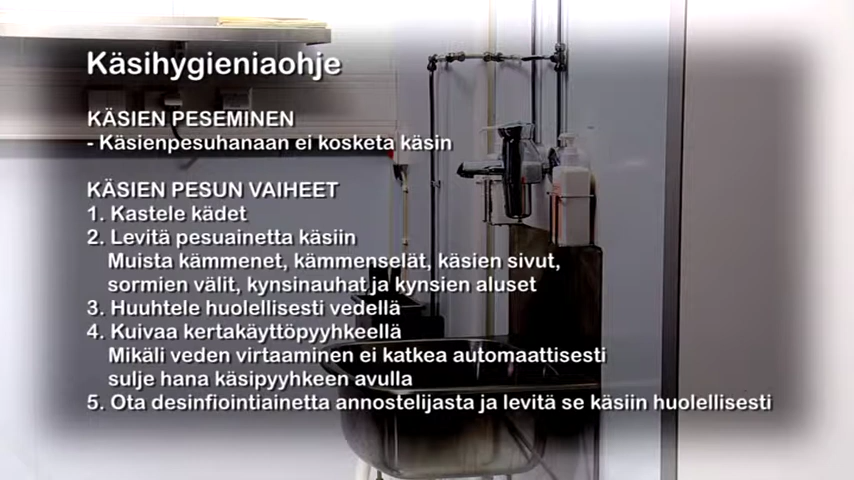 Käsihygieniaohje
KÄSIEN PESEMINEN
- Käsienpesuhanaan ei kosketa käsin
KÄSIEN PESUN VAIHEET
1. Kastele kädet
2. Levitä pesuainetta käsiin
Muista kämmenet, kämmenselät, käsien sivut,
sormien välit, kynsinauhat ja kynsien aluset
3. Huuhtele huolellisesti vedellä
4. Kuivaa kertakäyttöpyyhkeellä
Mikäli veden virtaaminen ei katkea automaattisesti
sulje hana käsipyyhkeen avulla
5. Ota desinfiointiainetta annostelijasta ja levitä se käsiin huolellisesti